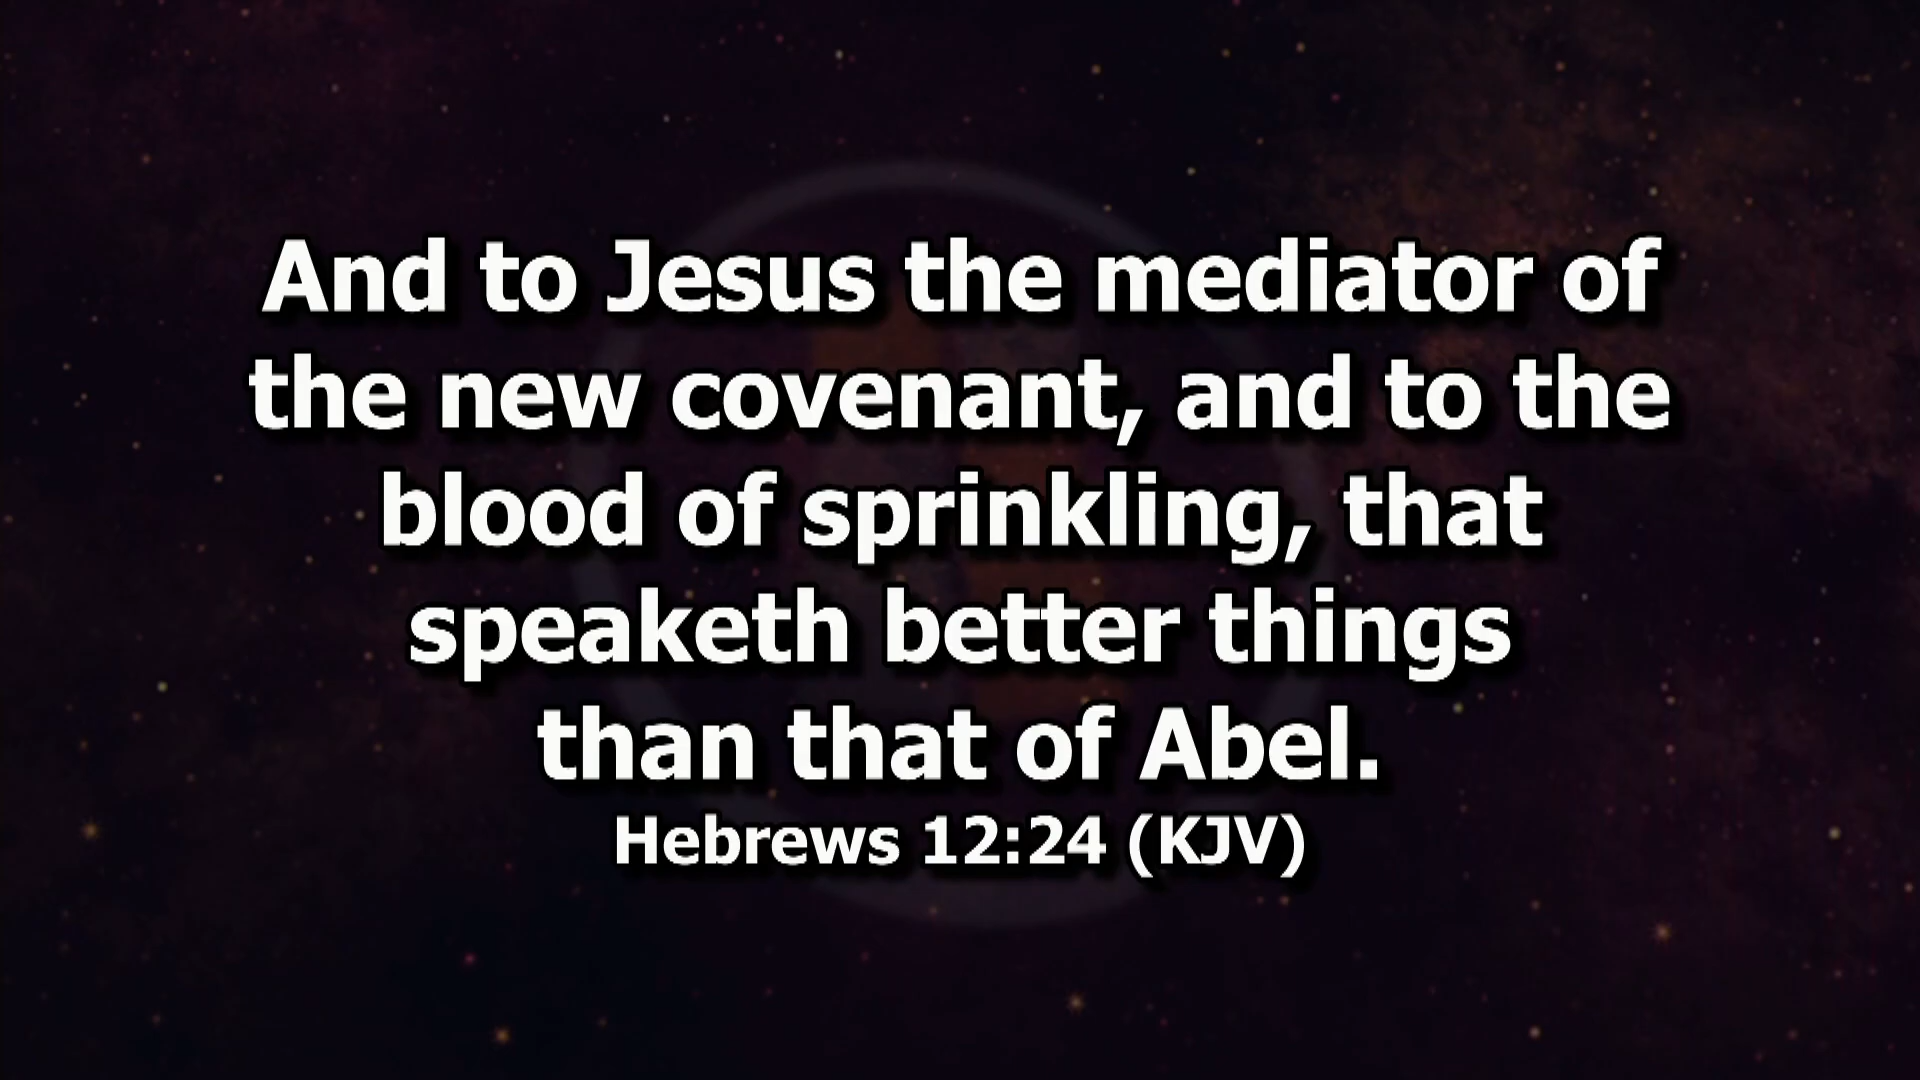 And to Jesus the mediator of
the new covenant, and to the
blood of sprinkling, that
speaketh better things
than that of Abel.
Hebrews 12:24 (KJV)